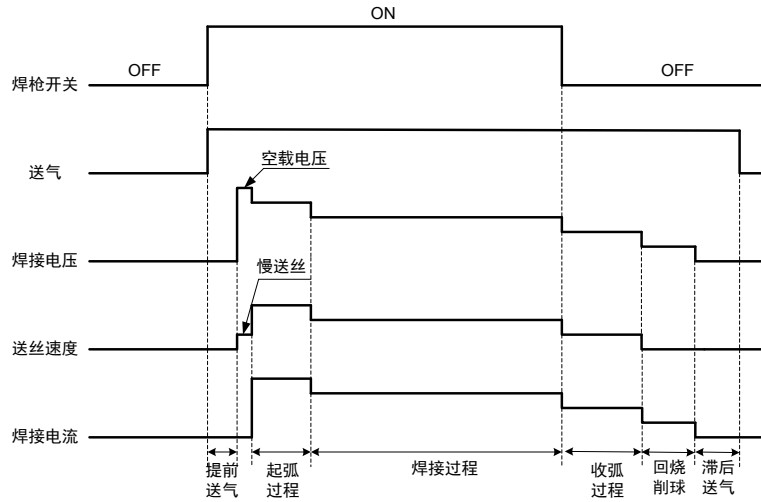 ON
OFF
OFF
焊枪开关
送气
空载电压
焊接电压
慢送丝
送丝速度
焊接电流
提前
送气
起弧
过程
焊接过程
收弧
过程
回烧
削球
滞后
送气